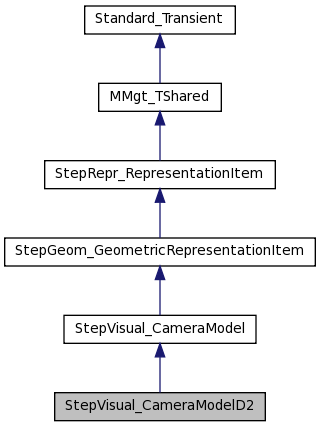 Standard_Transient
MMgt_TShared
StepRepr_RepresentationItem
StepGeom_GeometricRepresentationItem
StepVisual_CameraModel
StepVisual_CameraModelD2